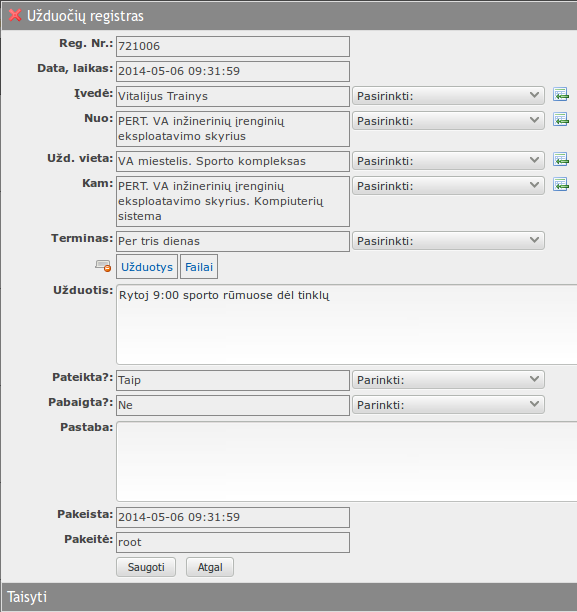 Užduočių registras
Reg. Nr.: 721006
Data, laikas: 2014-05-06 09:31:59
Įvedė: Vitalijus Trainys Pasirinkti:
Nuo: PERT. VA inžinerinių įrenginių Pasirinkti:
eksploatavimo skyrius
Užd. vieta: VA miestelis. Sporto kompleksas Pasirinkti:
Kam: PERT. VA inžinerinių įrenginių Pasirinkti:
eksploatavimo skyrius. Kompiuterių
sistema
Terminas: Per tris dienas Pasirinkti:
Užduotys Failai
Užduotis: Rytoj 9:00 sporto rūmuose dėl tinklų
Pateikta?: Taip Parinkti:
Pabaigta?: Ne Parinkti:
Pastaba:
Pakeista: 2014-05-06 09:31:59
Pakeitė: root
Saugoti Atgal
Taisyti